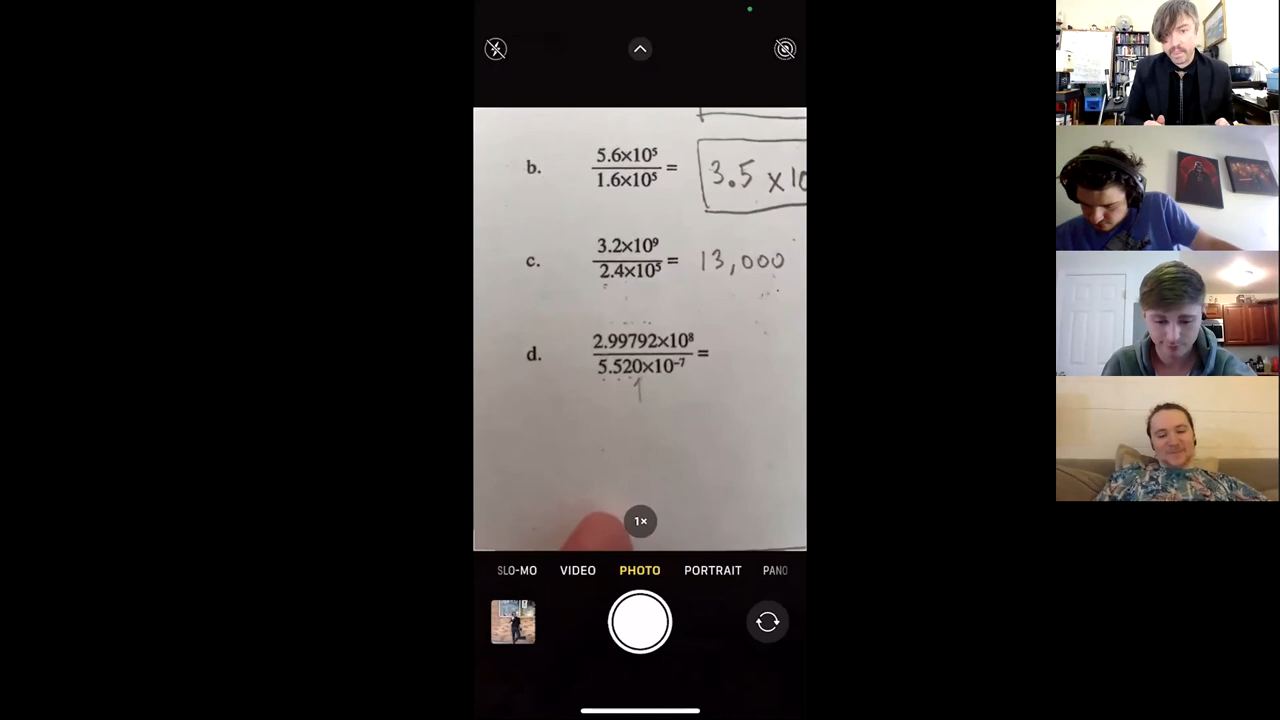 b. 5.6×10⁵ / 1.6×10⁵ = 3.5 ×10
c. 3.2×10⁹ / 2.4×10⁵ = 13,000
d. 2.99792×10⁸ / 5.520×10⁻⁷ =
1×
SLO-MO VIDEO PHOTO PORTRAIT PANO